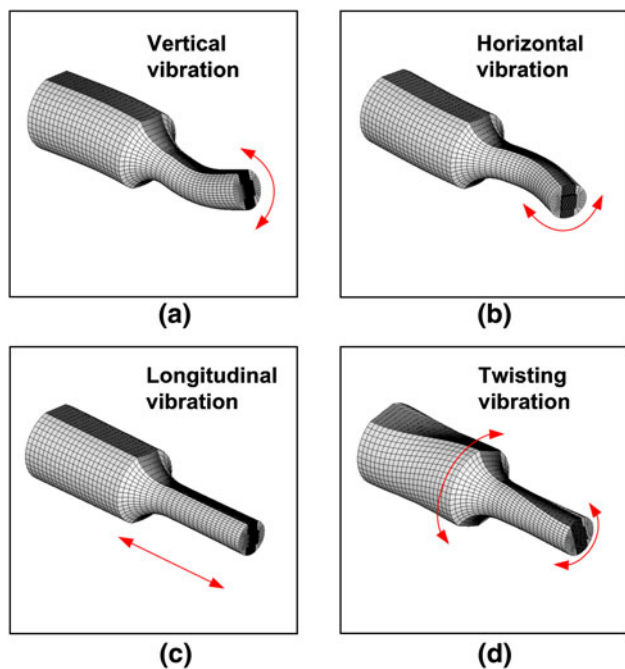 Vertical
vibration
(a)
Horizontal
vibration
(b)
Longitudinal
vibration
(c)
Twisting
vibration
(d)